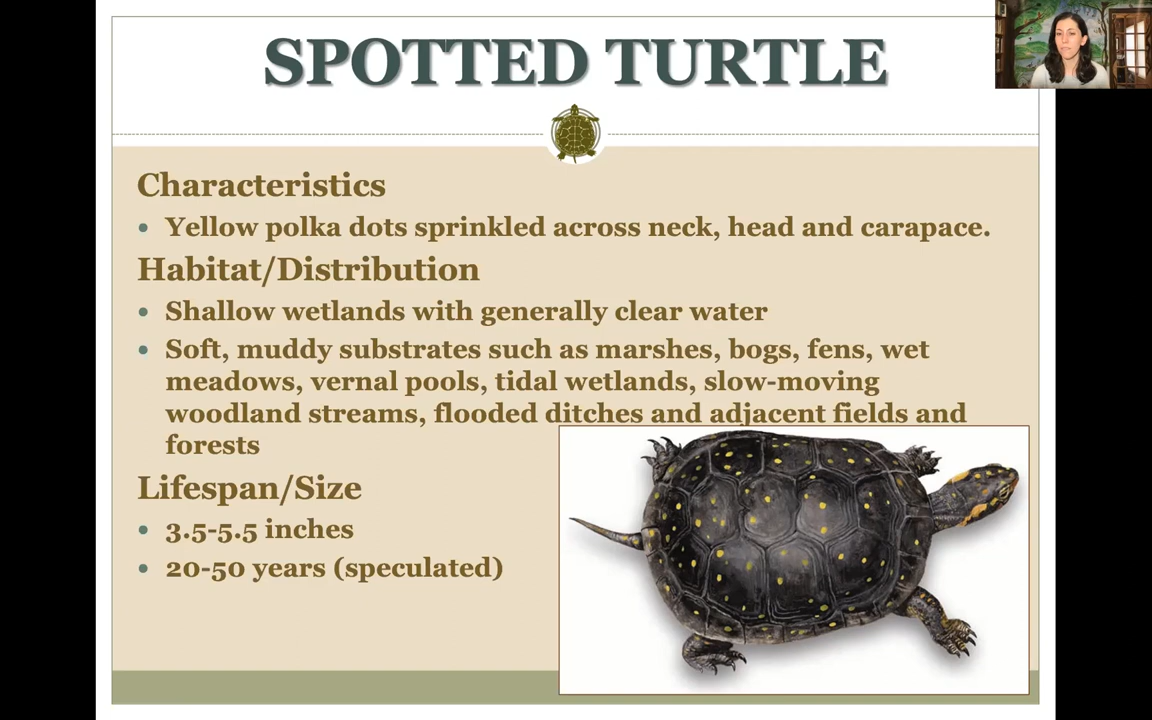 SPOTTED TURTLE
Characteristics
• Yellow polka dots sprinkled across neck, head and carapace.
Habitat/Distribution
• Shallow wetlands with generally clear water
• Soft, muddy substrates such as marshes, bogs, fens, wet
meadows, vernal pools, tidal wetlands, slow-moving
woodland streams, flooded ditches and adjacent fields and
forests
Lifespan/Size
• 3.5-5.5 inches
• 20-50 years (speculated)